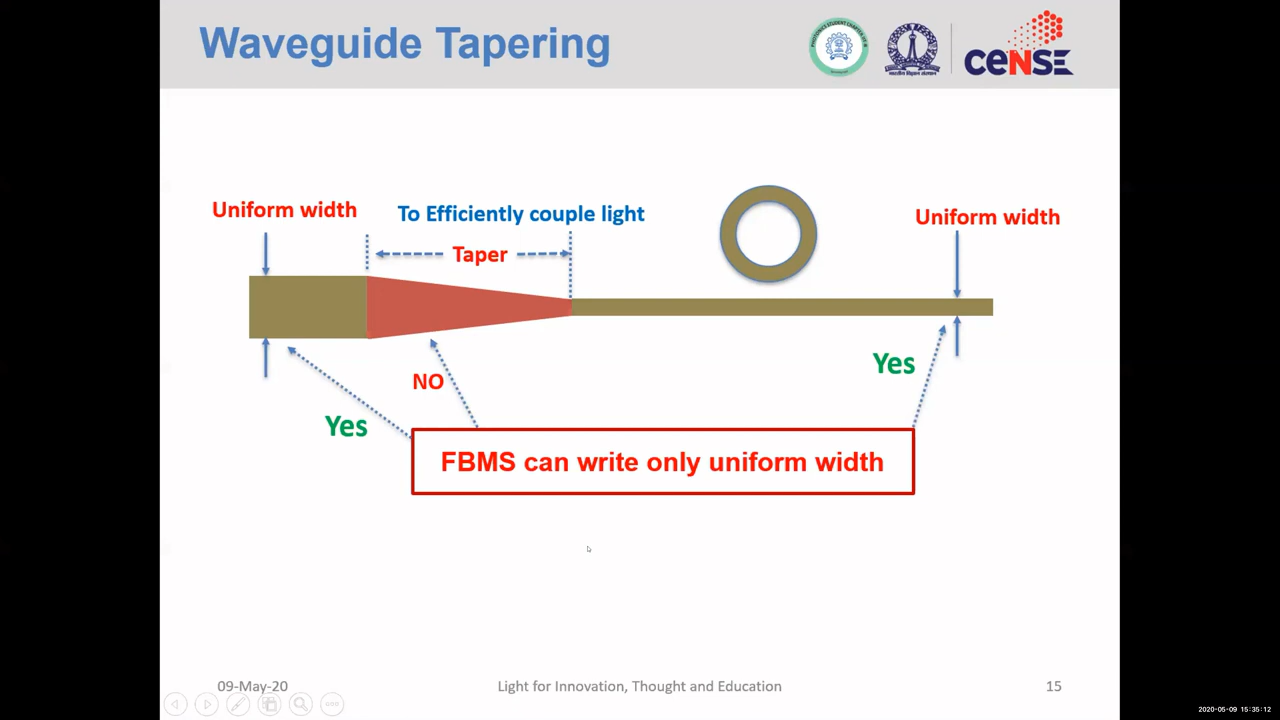 Waveguide Tapering
ceNSE
भारतीय विज्ञान संस्थान
Uniform width
To Efficiently couple light
Uniform width
Taper
Yes
NO
Yes
FBMS can write only uniform width
09-May-20
Light for Innovation, Thought and Education
15
2020-05-09 15:35:12